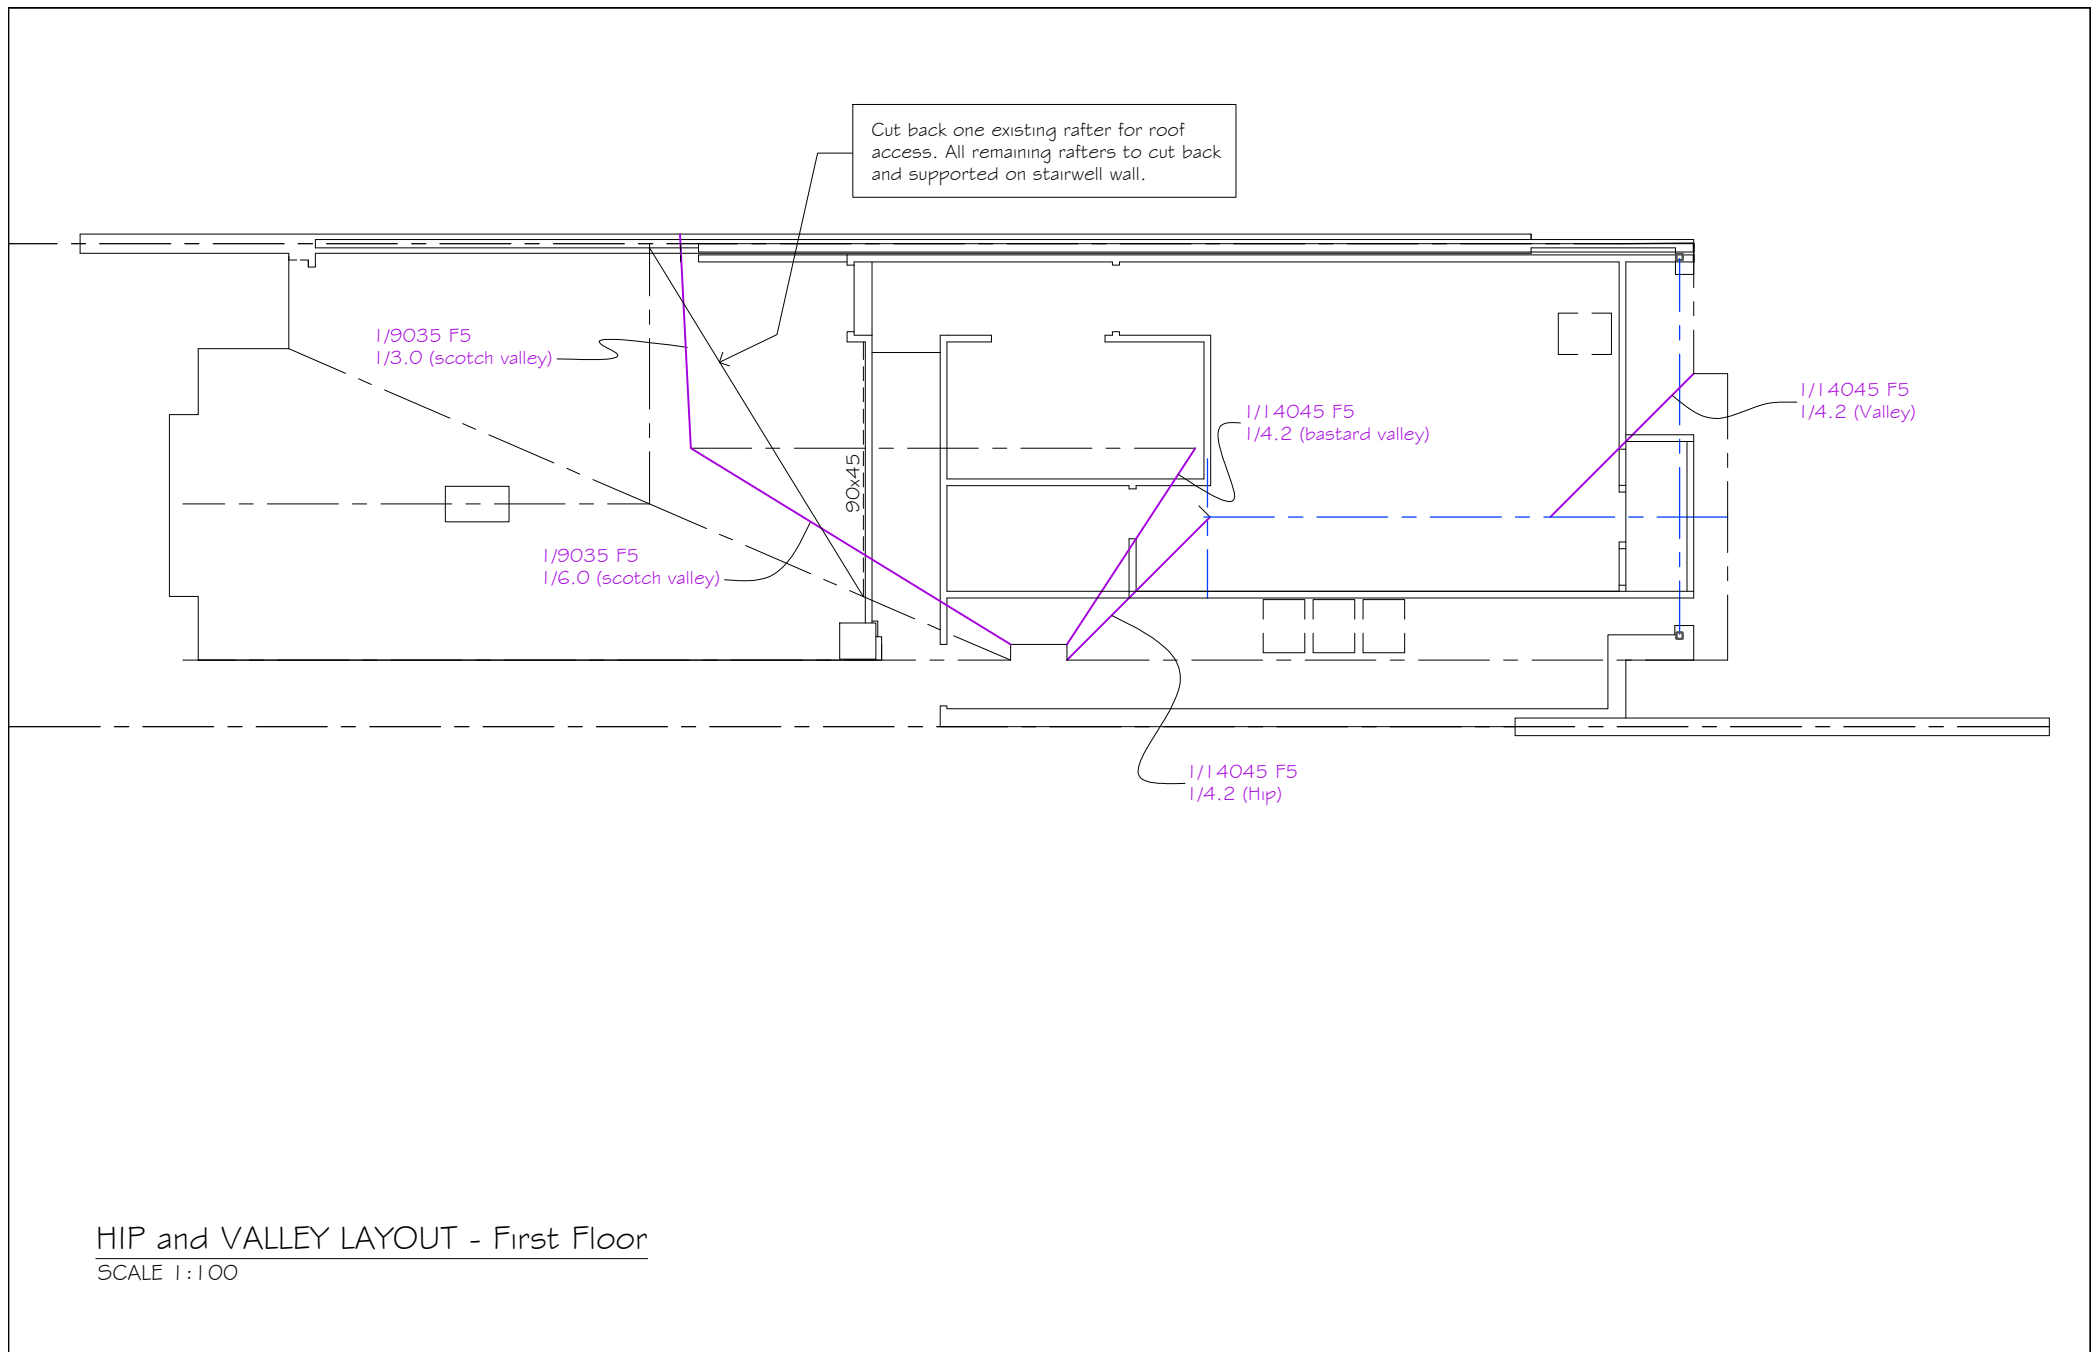 Cut back one existing rafter for roof
access. All remaining rafters to cut back
and supported on stairwell wall.
1/9035 F5
1/3.0 (scotch valley)
1/14045 F5
1/4.2 (Valley)
1/14045 F5
1/4.2 (bastard valley)
90x45
1/9035 F5
1/6.0 (scotch valley)
1/14045 F5
1/4.2 (Hip)
HIP and VALLEY LAYOUT - First Floor
SCALE 1:100